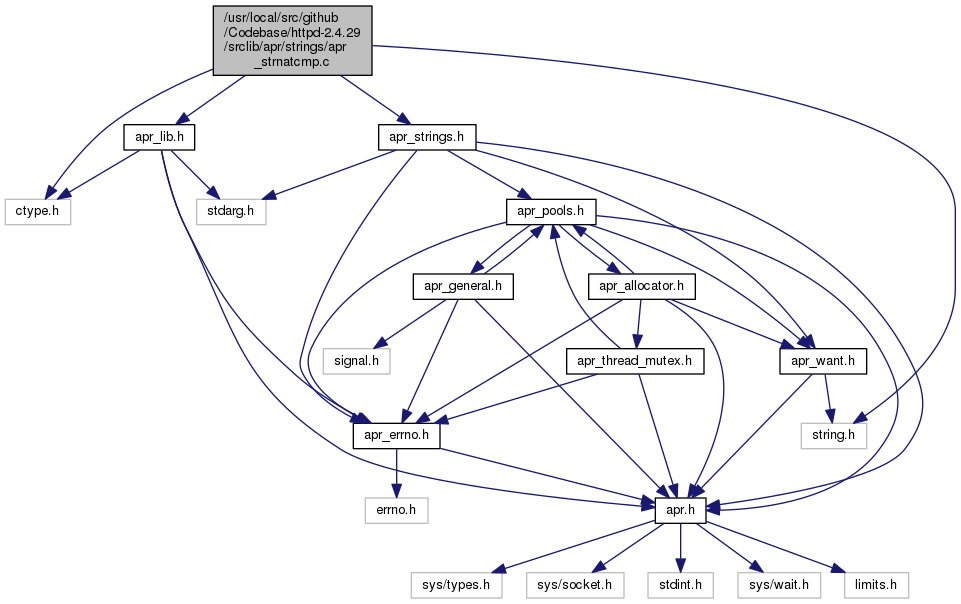 /usr/local/src/github
/Codebase/httpd-2.4.29
/srclib/apr/strings/apr
_strnatcmp.c
apr_lib.h
apr_strings.h
ctype.h
stdarg.h
apr_pools.h
apr_general.h
apr_allocator.h
signal.h
apr_thread_mutex.h
apr_want.h
apr_errno.h
string.h
errno.h
apr.h
sys/types.h
sys/socket.h
stdint.h
sys/wait.h
limits.h